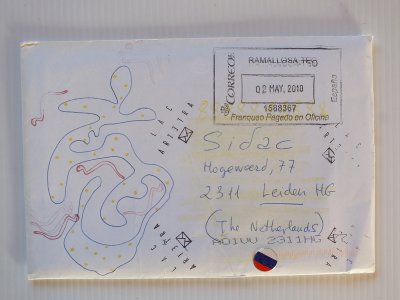 CORREOS
RAMALLOSA, TEO
02 MAY, 2010
1588367
España
Franqueo Pagado en Oficina
LAC
Sidac
Hogewoerd, 77
2311 Leiden HG
(The Netherlands)